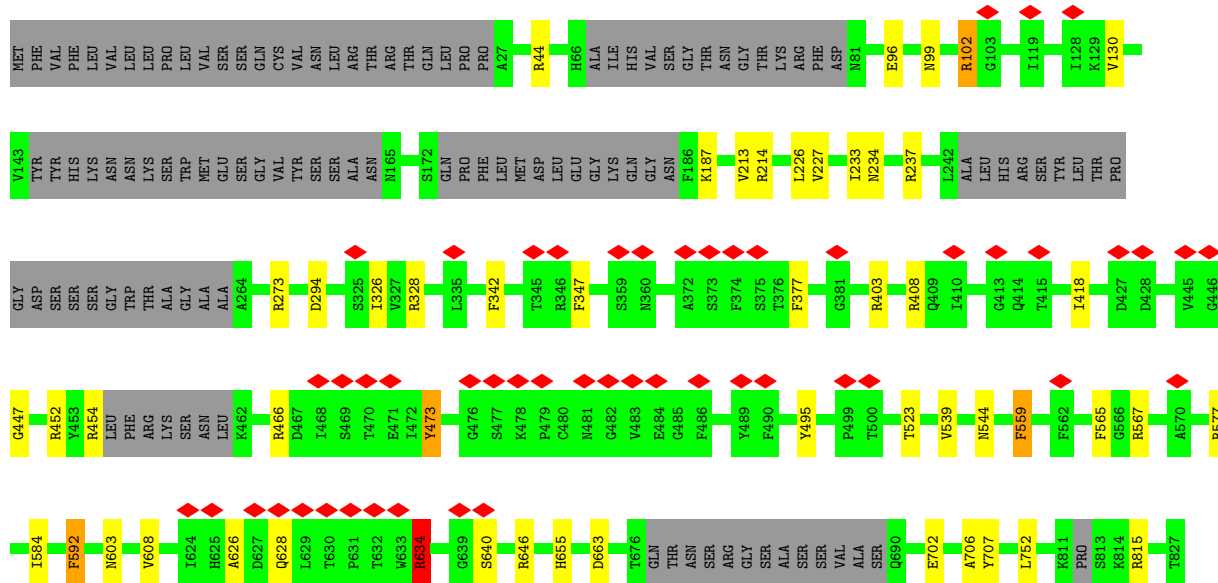 MET PHE VAL PHE LEU VAL LEU LEU PRO LEU VAL SER SER GLN CYS VAL ASN LEU ARG THR ARG THR GLN LEU PRO PRO A27 R44 H66 ALA ILE HIS VAL SER GLY THR ASN GLY THR LYS ARG PHE ASP N81 E96 N99 R102 G103 I119 I128 K129 V130
V143 TYR TYR HIS LYS ASN ASN LYS SER TRP MET GLU SER GLY VAL TYR SER SER ALA ASN N165 S172 GLN PRO PHE LEU MET ASP LEU GLU GLY LYS GLN GLY ASN F186 K187 V213 R214 L226 V227 I233 N234 R237 L242 ALA LEU HIS ARG SER TYR LEU THR PRO
GLY ASP SER SER SER GLY TRP THR ALA GLY ALA ALA A264 R273 D294 S325 I326 V327 R328 L335 F342 T345 R346 F347 S359 N360 A372 S373 F374 S375 T376 F377 G381 R403 R408 Q409 I410 G413 Q414 T415 I418 D427 D428 V445 G446
G447 R452 Y453 R454 LEU PHE ARG LYS SER ASN LEU K462 R466 D467 I468 S469 T470 E471 I472 Y473 G476 S477 K478 P479 C480 N481 G482 V483 E484 G485 F486 Y489 F490 Y495 P499 T500 T523 V539 N544 F559 F562 F565 G566 R567 A570 R577
I584 F592 N603 V608 I624 H625 A626 D627 Q628 L629 T630 P631 T632 W633 R634 G639 S640 R646 H655 D663 T676 GLN THR ASN SER ARG GLY SER ALA SER SER VAL ALA SER Q690 E702 A706 Y707 L752 K811 PRO S813 K814 R815 T827